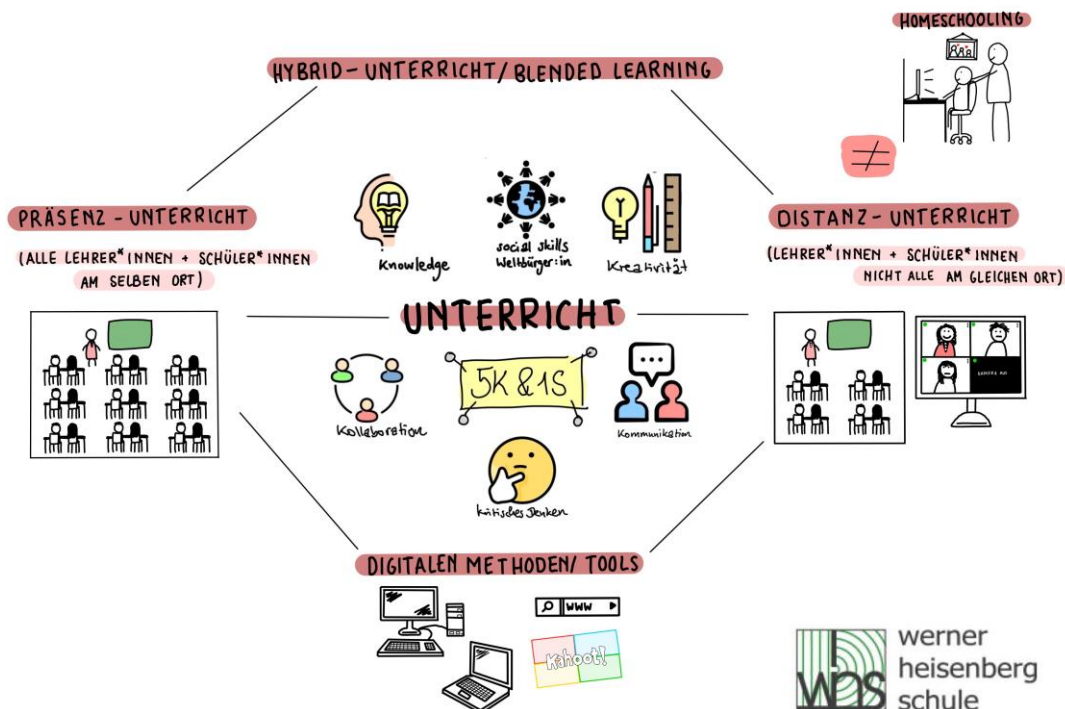 HOMESCHOOLING
HYBRID-UNTERRICHT/BLENDED LEARNING
≠
PRÄSENZ-UNTERRICHT
(ALLE LEHRER*INNEN + SCHÜLER*INNEN
AM SELBEN ORT)
DISTANZ-UNTERRICHT
(LEHRER*INNEN + SCHÜLER*INNEN
NICHT ALLE AM GLEICHEN ORT)
Knowledge
social skills
Weltbürger:in
Kreativität
UNTERRICHT
5K & 1S
Kollaboration
Kommunikation
kritisches Denken
DIGITALEN METHODEN/TOOLS
WWW
Kahoot!
whs
werner
heisenberg
schule